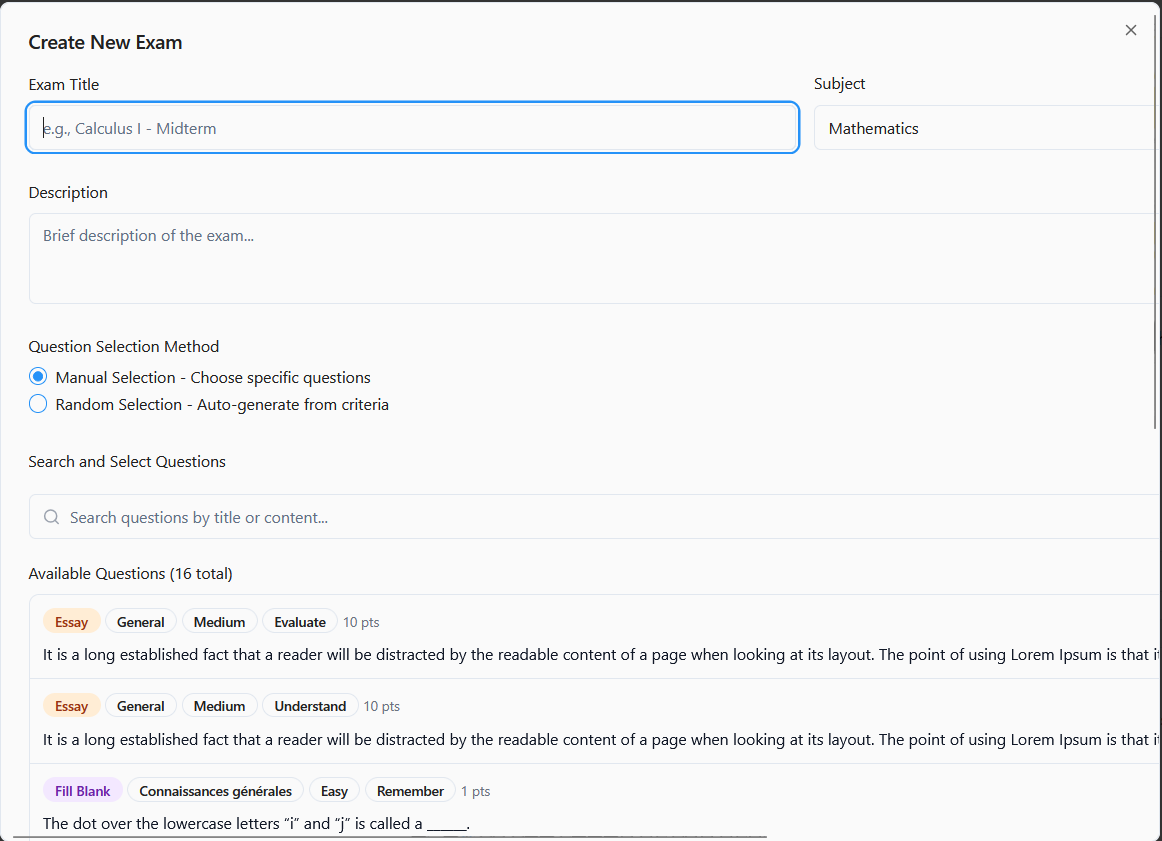 Create New Exam
Exam Title
Subject
e.g., Calculus I - Midterm
Mathematics
Description
Brief description of the exam...
Question Selection Method
Manual Selection - Choose specific questions
Random Selection - Auto-generate from criteria
Search and Select Questions
Search questions by title or content...
Available Questions (16 total)
Essay General Medium Evaluate 10 pts
It is a long established fact that a reader will be distracted by the readable content of a page when looking at its layout. The point of using Lorem Ipsum is that
Essay General Medium Understand 10 pts
It is a long established fact that a reader will be distracted by the readable content of a page when looking at its layout. The point of using Lorem Ipsum is that
Fill Blank Connaissances générales Easy Remember 1 pts
The dot over the lowercase letters “i” and “j” is called a ______.